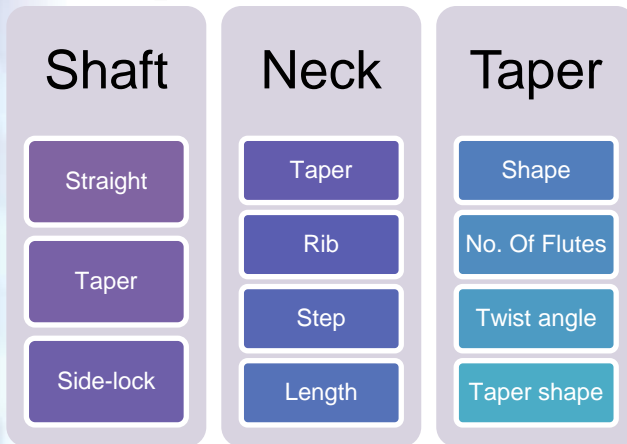 Shaft
Straight
Taper
Side-lock
Neck
Taper
Rib
Step
Length
Taper
Shape
No. Of Flutes
Twist angle
Taper shape